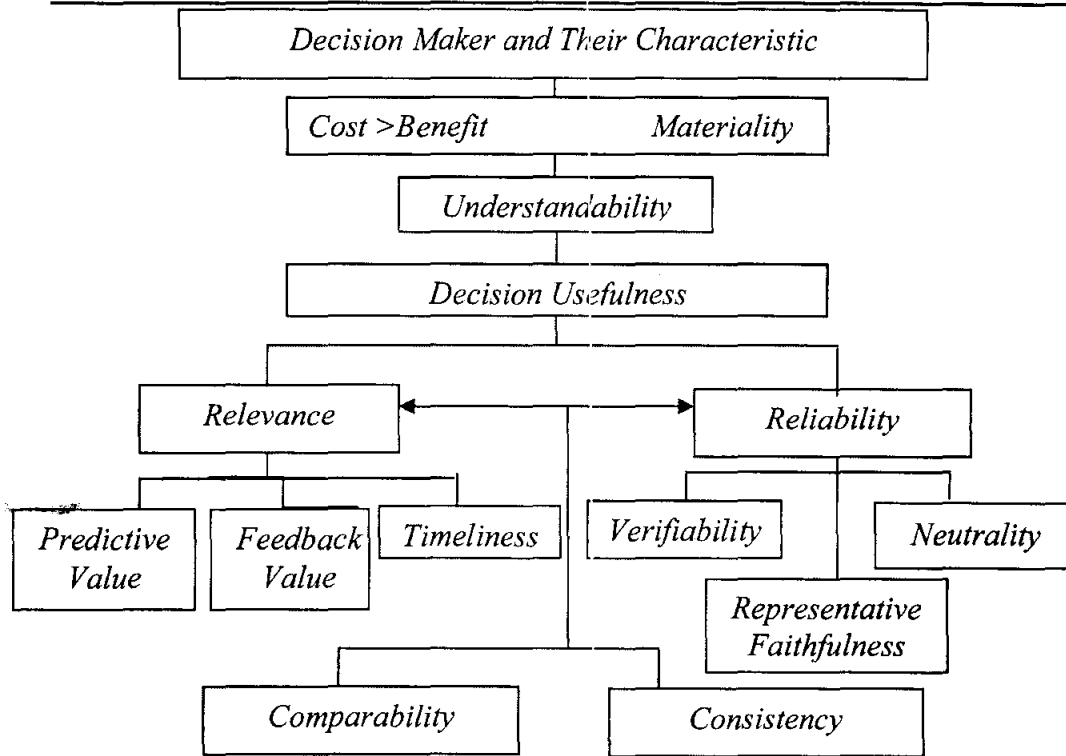 Decision Maker and Their Characteristic
Cost >Benefit Materiality
Understandability
Decision Usefulness
Relevance
Reliability
Predictive
Value
Feedback
Value
Timeliness
Verifiability
Neutrality
Representative
Faithfulness
Comparability
Consistency